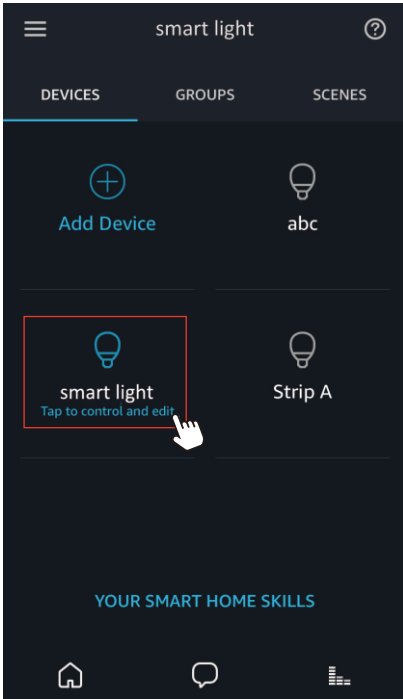 smart light
DEVICES GROUPS SCENES
Add Device
abc
smart light
Tap to control and edit
Strip A
YOUR SMART HOME SKILLS